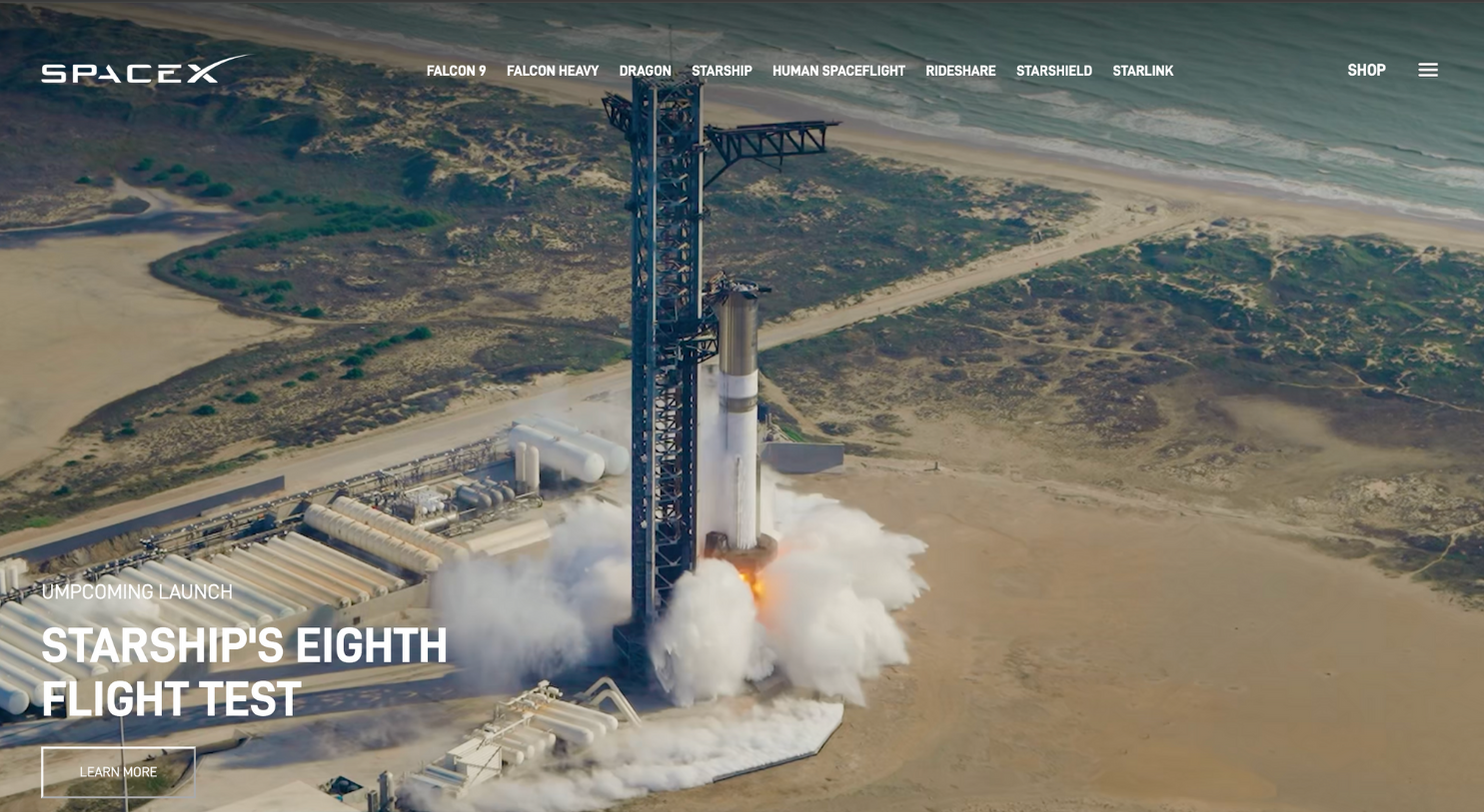 SPACEX
FALCON 9 FALCON HEAVY DRAGON STARSHIP HUMAN SPACEFLIGHT RIDESHARE STARSHIELD STARLINK
SHOP
UMPCOMING LAUNCH
STARSHIP'S EIGHTH
FLIGHT TEST
LEARN MORE